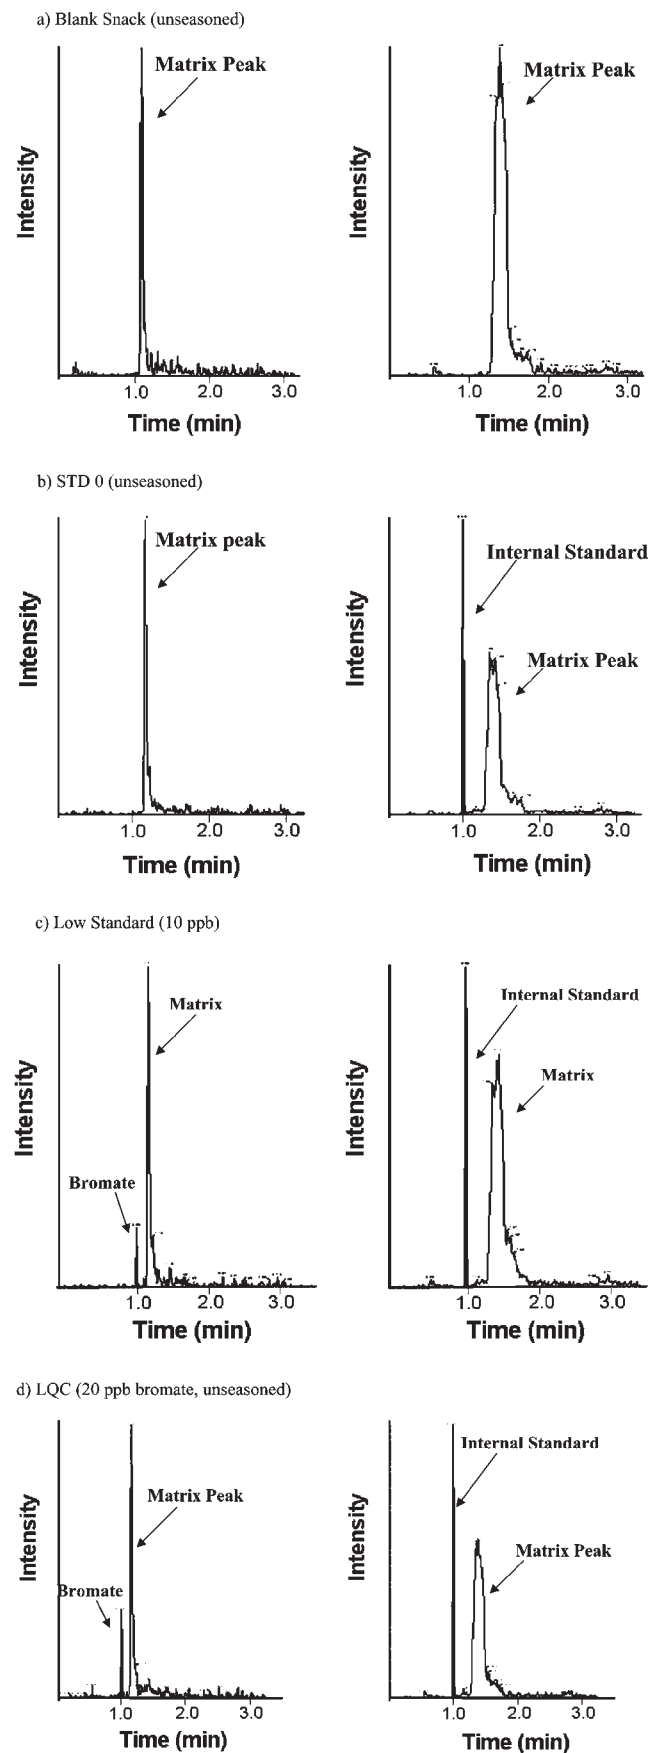 a) Blank Snack (unseasoned)
Matrix Peak
Intensity
1.0 2.0 3.0
Time (min)
Matrix Peak
Intensity
1.0 2.0 3.0
Time (min)
b) STD 0 (unseasoned)
Matrix peak
Intensity
1.0 2.0 3.0
Time (min)
Internal Standard
Matrix Peak
Intensity
1.0 2.0 3.0
Time (min)
c) Low Standard (10 ppb)
Matrix
Bromate
Intensity
1.0 2.0 3.0
Time (min)
Internal Standard
Matrix
Intensity
1.0 2.0 3.0
Time (min)
d) LQC (20 ppb bromate, unseasoned)
Matrix Peak
Bromate
Intensity
1.0 2.0 3.0
Time (min)
Internal Standard
Matrix Peak
Intensity
1.0 2.0 3.0
Time (min)